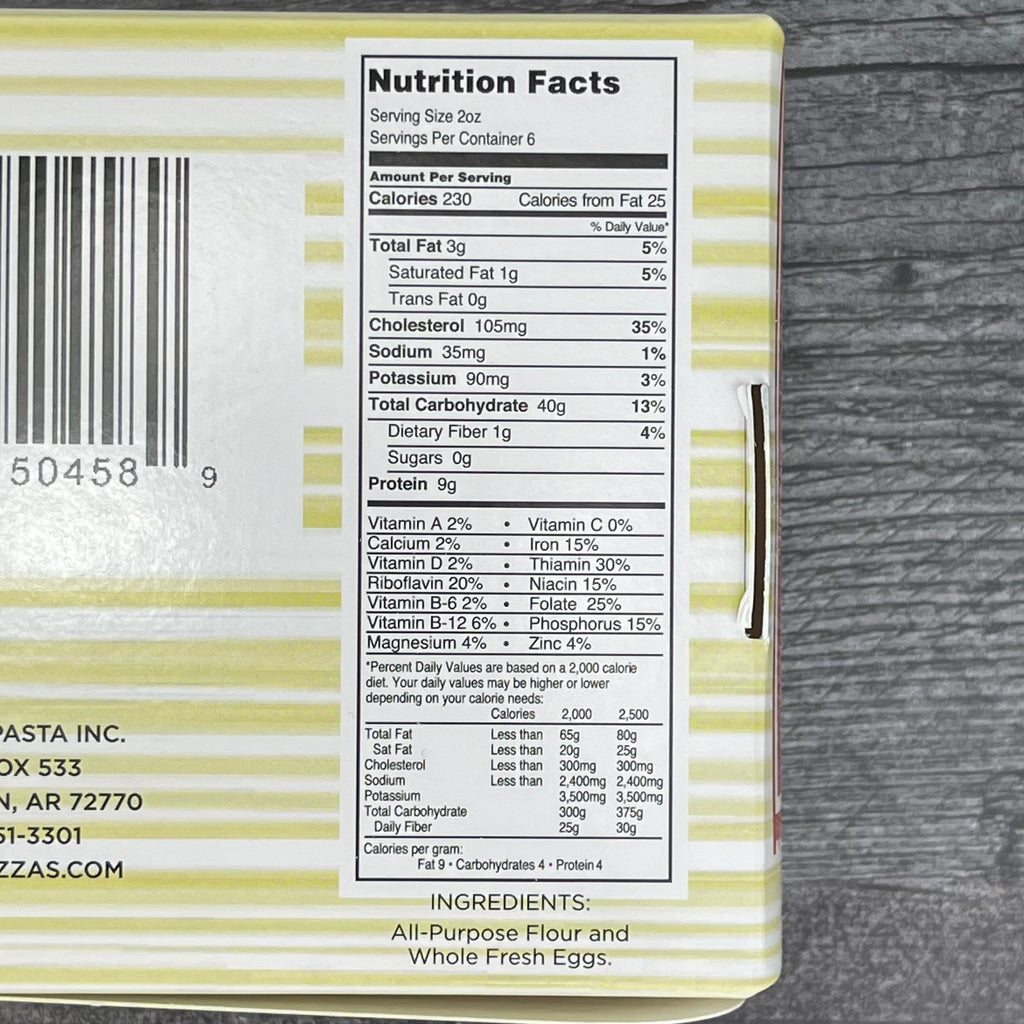 Nutrition Facts
Serving Size 2oz
Servings Per Container 6
Amount Per Serving
Calories 230 Calories from Fat 25
% Daily Value*
Total Fat 3g 5%
Saturated Fat 1g 5%
Trans Fat 0g
Cholesterol 105mg 35%
Sodium 35mg 1%
Potassium 90mg 3%
Total Carbohydrate 40g 13%
Dietary Fiber 1g 4%
Sugars 0g
Protein 9g
Vitamin A 2% • Vitamin C 0%
Calcium 2% • Iron 15%
Vitamin D 2% • Thiamin 30%
Riboflavin 20% • Niacin 15%
Vitamin B-6 2% • Folate 25%
Vitamin B-12 6% • Phosphorus 15%
Magnesium 4% • Zinc 4%
*Percent Daily Values are based on a 2,000 calorie
diet. Your daily values may be higher or lower
depending on your calorie needs:
Calories 2,000 2,500
Total Fat Less than 65g 80g
Sat Fat Less than 20g 25g
Cholesterol Less than 300mg 300mg
Sodium Less than 2,400mg 2,400mg
Potassium 3,500mg 3,500mg
Total Carbohydrate 300g 375g
Daily Fiber 25g 30g
Calories per gram:
Fat 9 • Carbohydrates 4 • Protein 4
INGREDIENTS:
All-Purpose Flour and
Whole Fresh Eggs.
50458 9
PASTA INC.
OX 533
N, AR 72770
51-3301
ZZAS.COM